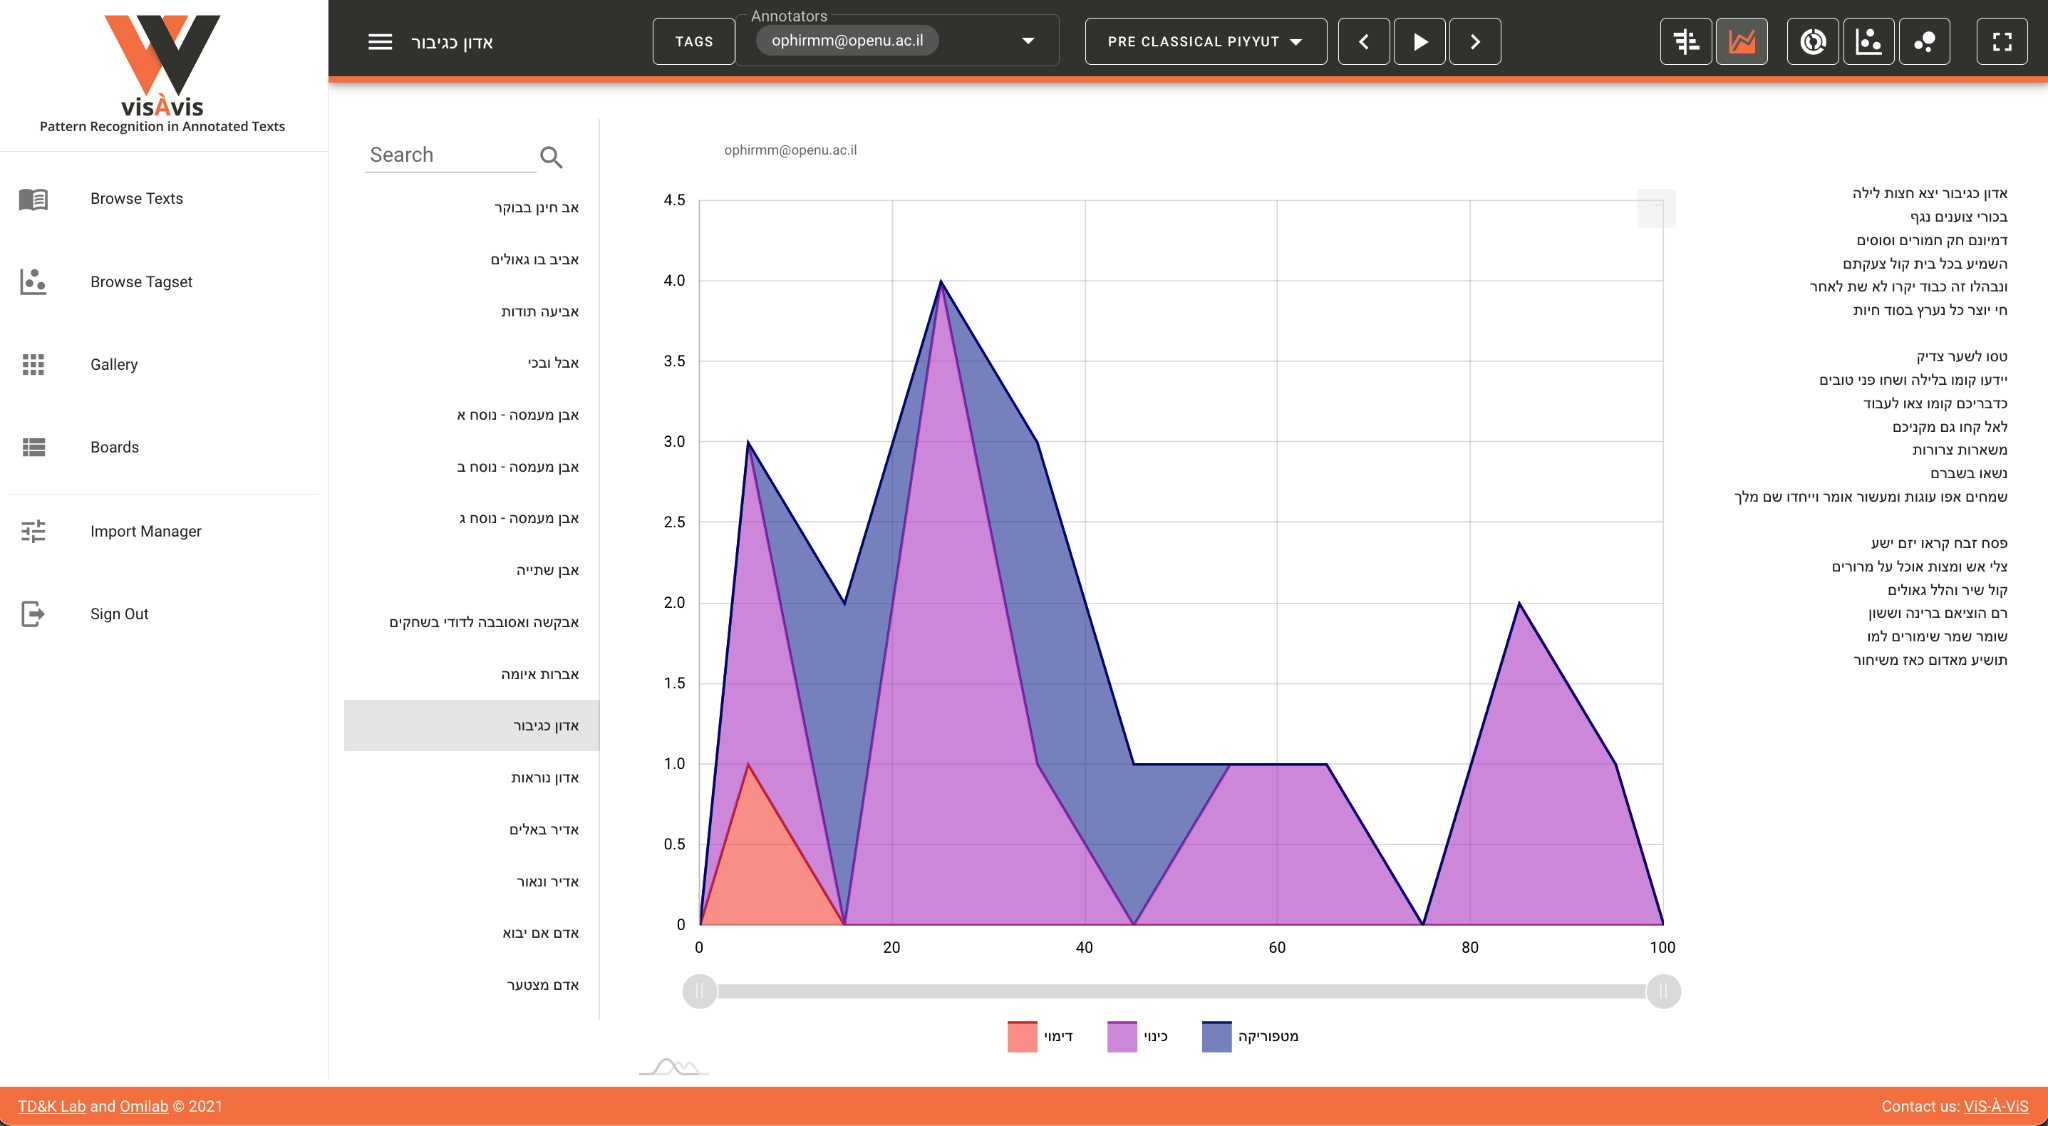 visÀvis
Pattern Recognition in Annotated Texts
Browse Texts
Browse Tagset
Gallery
Boards
Import Manager
Sign Out
אדון כגיבור
TAGS
Annotators
ophirmm@openu.ac.il
PRE CLASSICAL PIYYUT
Search
אב חינן בבוקר
אביב בו גאולים
אביעה תודות
אבל ובכי
אבן מעמסה - נוסח א
אבן מעמסה - נוסח ב
אבן מעמסה - נוסח ג
אבן שתייה
אבקשה ואסובבה לדודי בשחקים
אברות איומה
אדון כגיבור
אדון נוראות
אדיר באלים
אדיר ונאור
אדם אם יבוא
אדם מצטער
ophirmm@openu.ac.il
4.5
4.0
3.5
3.0
2.5
2.0
1.5
1.0
0.5
0
0 20 40 60 80 100
דימוי
כינוי
מטפוריקה
אדון כגיבור יצא חצות לילה
בכורי צוענים נגף
דמיונם חק חמורים וסוסים
השמיע בכל בית קול צעקתם
ונבהלו זה כבוד יקרו לא שת לאחר
חי יוצר כל נערץ בסוד חיות
טסו לשער צדיק
יידעו קומו בלילה ושחו פני טובים
כדבריכם קומו צאו לעבוד
לאל קחו גם מקניכם
משארות צרורות
נשאו בשברם
שמחים אפו עוגות ומעשור אומר וייחדו שם מלך
פסח זבח קראו יזם ישע
צלי אש ומצות אוכל על מרורים
קול שיר והלל גאולים
רם הוציאם ברינה וששון
שומר שמר שימורים למו
תושיע מאדום כאז משיחור
TD&K Lab and Omilab © 2021
Contact us: ViS-À-ViS